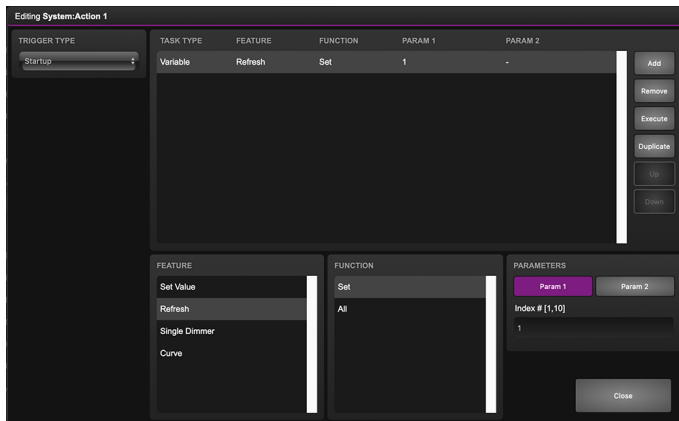 Editing System:Action 1
TRIGGER TYPE
Startup
TASK TYPE FEATURE FUNCTION PARAM 1 PARAM 2
Variable Refresh Set 1 -
Add
Remove
Execute
Duplicate
Up
Down
FEATURE
Set Value
Refresh
Single Dimmer
Curve
FUNCTION
Set
All
PARAMETERS
Param 1 Param 2
Index # [1,10]
1
Close